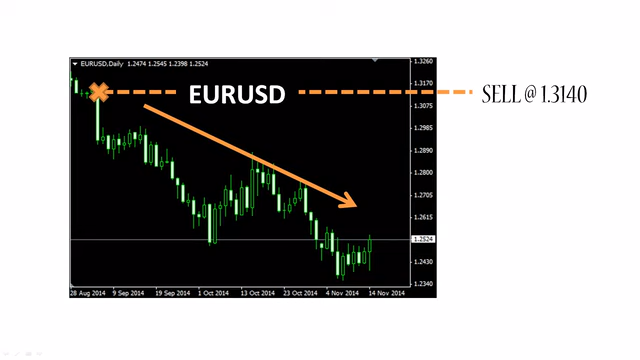 EURUSD,Daily 1.2474 1.2545 1.2398 1.2524
1.3260
1.3170
EURUSD
SELL @ 1.3140
1.3075
1.2985
1.2890
1.2800
1.2705
1.2615
1.2524
1.2430
1.2340
28 Aug 2014 9 Sep 2014 19 Sep 2014 1 Oct 2014 13 Oct 2014 23 Oct 2014 4 Nov 2014 14 Nov 2014